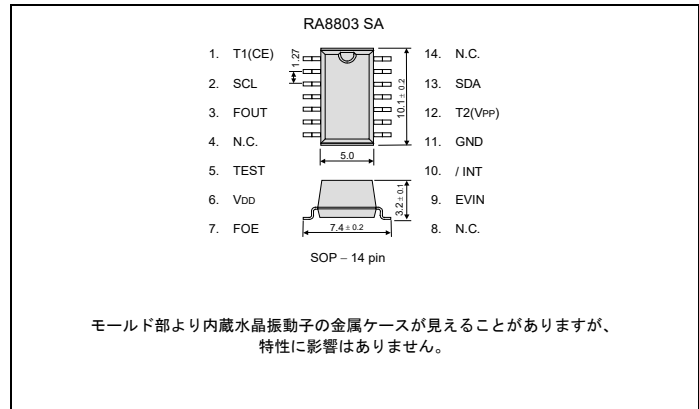 RA8803 SA
1. T1(CE)
2. SCL
3. FOUT
4. N.C.
5. TEST
6. VDD
7. FOE
1.27
10.1 ± 0.2
5.0
3.2 ± 0.1
7.4 ± 0.2
14. N.C.
13. SDA
12. T2(VPP)
11. GND
10. / INT
9. EVIN
8. N.C.
SOP − 14 pin
モールド部より内蔵水晶振動子の金属ケースが見えることがありますが、
特性に影響はありません。